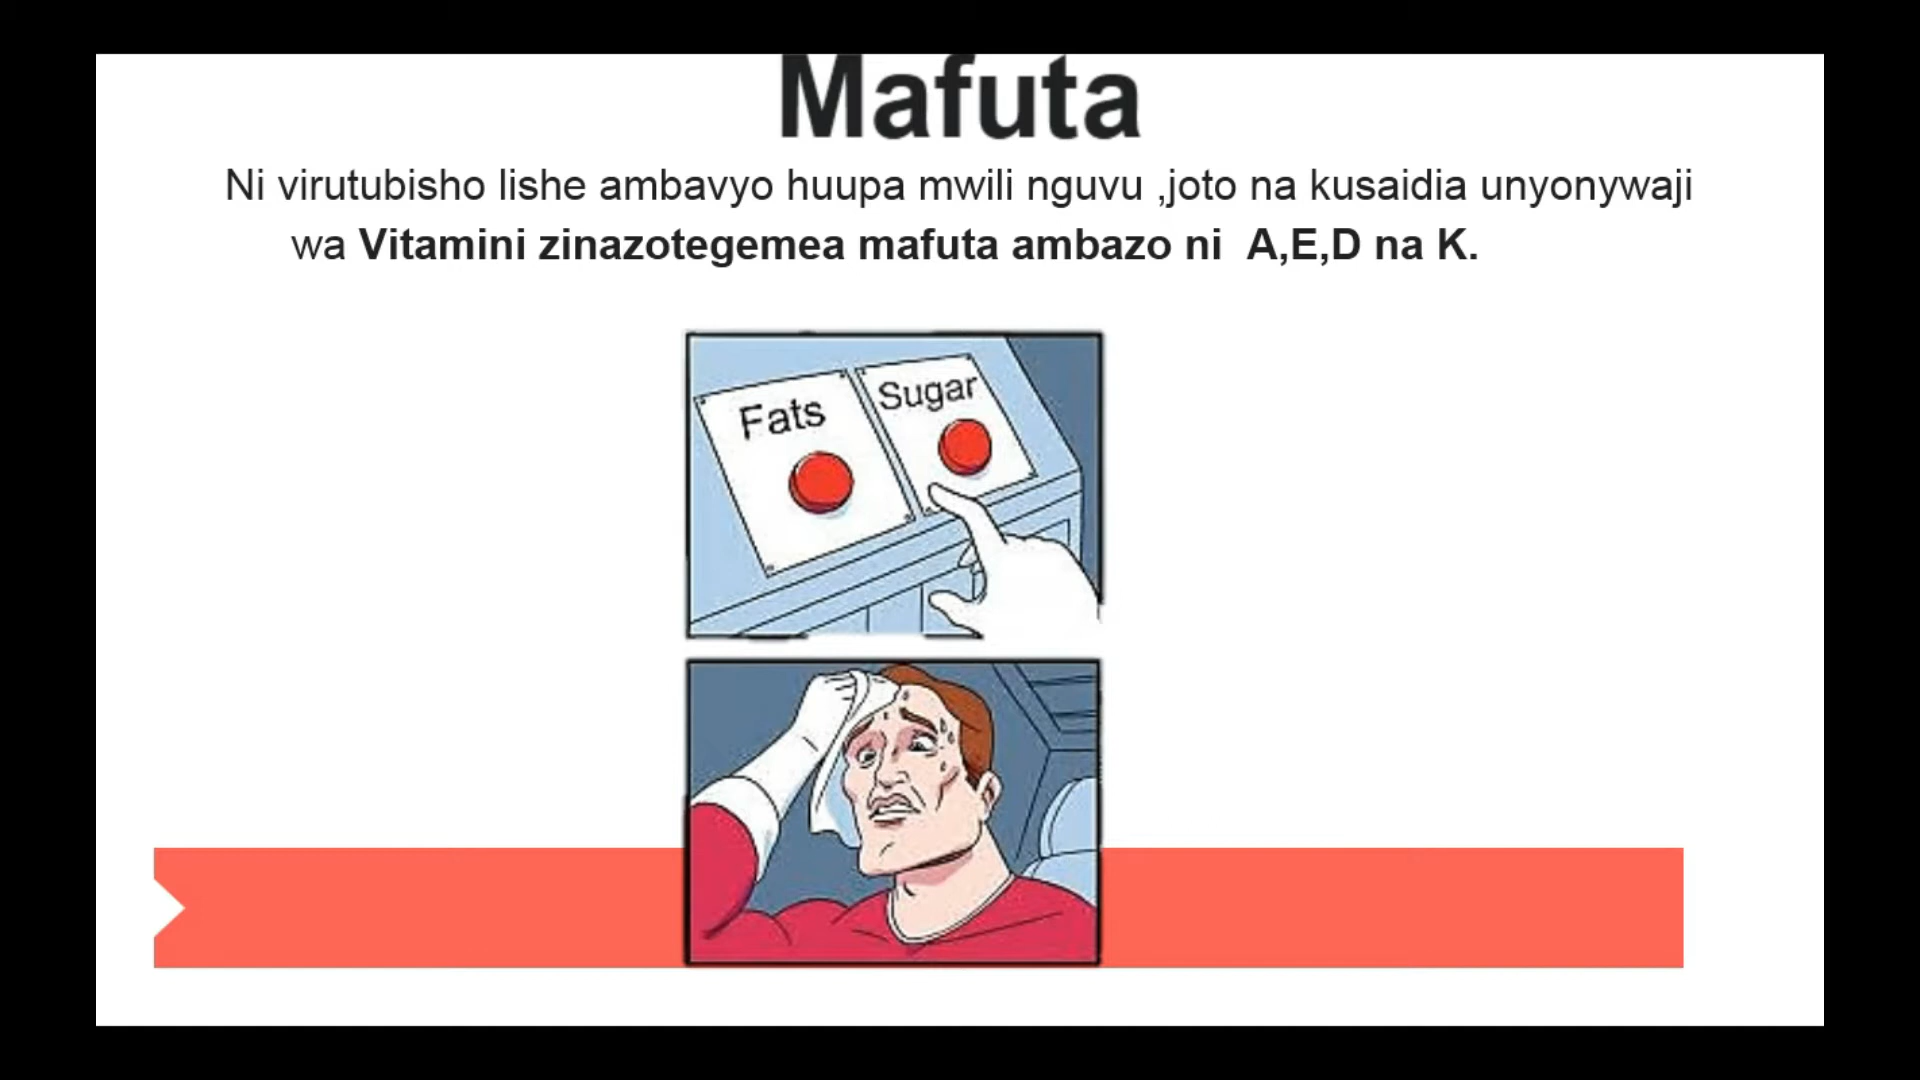 Mafuta
Ni virutubisho lishe ambavyo huupa mwili nguvu ,joto na kusaidia unyonywaji
wa Vitamini zinazotegemea mafuta ambazo ni A,E,D na K.
Fats
Sugar